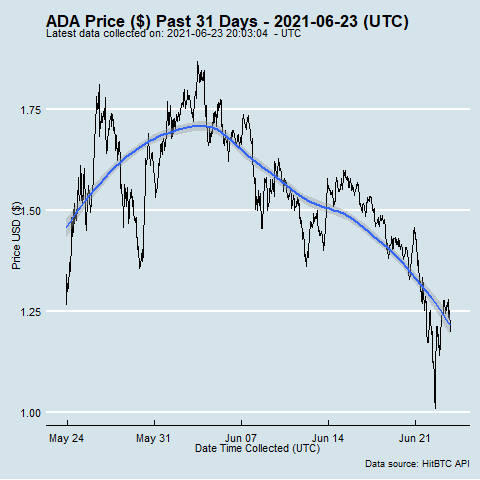 ADA Price ($) Past 31 Days - 2021-06-23 (UTC)
Latest data collected on: 2021-06-23 20:03:04  - UTC
Price USD ($)
1.75
1.50
1.25
1.00
May 24 May 31 Jun 07 Jun 14 Jun 21
Date Time Collected (UTC)
Data source: HitBTC API